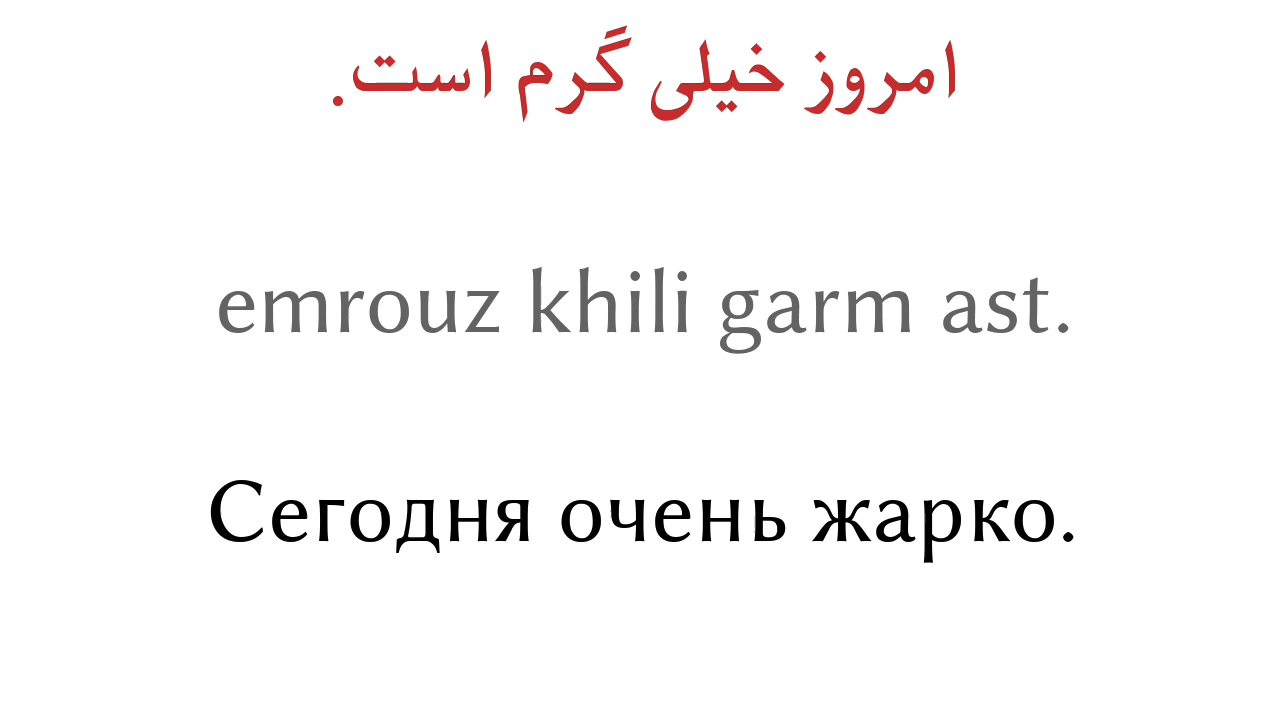 امروز خیلی گرم است.
emrouz khili garm ast.
Сегодня очень жарко.